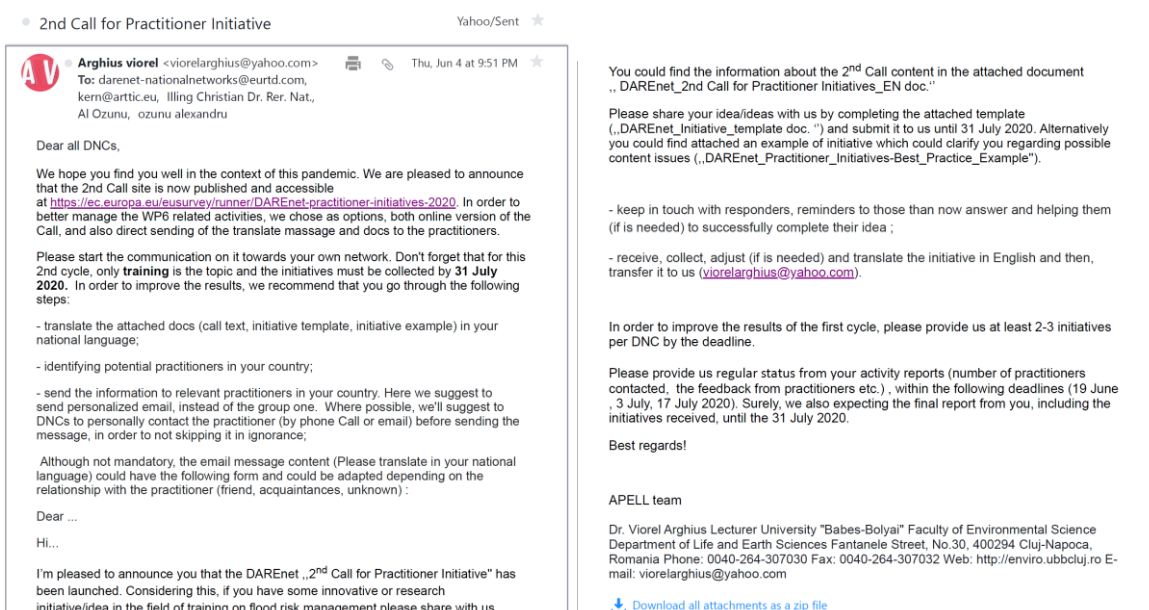 2nd Call for Practitioner Initiative
Yahoo/Sent
AV
Arghius viorel <viorelarghius@yahoo.com>
Thu, Jun 4 at 9:51 PM
To: darenet-nationalnetworks@eurtd.com,
kern@arttic.eu, Illing Christian Dr. Rer. Nat.,
Al Ozunu, ozunu alexandru
Dear all DNCs,
We hope you find you well in the context of this pandemic. We are pleased to announce
that the 2nd Call site is now published and accessible
at https://ec.europa.eu/eusurvey/runner/DAREnet-practitioner-initiatives-2020. In order to
better manage the WP6 related activities, we chose as options, both online version of the
Call, and also direct sending of the translate massage and docs to the practitioners.
Please start the communication on it towards your own network. Don't forget that for this
2nd cycle, only training is the topic and the initiatives must be collected by 31 July
2020. In order to improve the results, we recommend that you go through the following
steps:
- translate the attached docs (call text, initiative template, initiative example) in your
national language;
- identifying potential practitioners in your country;
- send the information to relevant practitioners in your country. Here we suggest to
send personalized email, instead of the group one. Where possible, we'll suggest to
DNCs to personally contact the practitioner (by phone Call or email) before sending the
message, in order to not skipping it in ignorance;
Although not mandatory, the email message content (Please translate in your national
language) could have the following form and could be adapted depending on the
relationship with the practitioner (friend, acquaintances, unknown) :
Dear ...
Hi...
I'm pleased to announce you that the DAREnet ,,2nd Call for Practitioner Initiative" has
been launched. Considering this, if you have some innovative or research
initiative/idea in the field of training on flood risk management please share with us
You could find the information about the 2nd Call content in the attached document
,, DAREnet_2nd Call for Practitioner Initiatives_EN doc.''
Please share your idea/ideas with us by completing the attached template
(,,DAREnet_Initiative_template doc. '') and submit it to us until 31 July 2020. Alternatively
you could find attached an example of initiative which could clarify you regarding possible
content issues (,,DAREnet_Practitioner_Initiatives-Best_Practice_Example").
- keep in touch with responders, reminders to those than now answer and helping them
(if is needed) to successfully complete their idea ;
- receive, collect, adjust (if is needed) and translate the initiative in English and then,
transfer it to us (viorelarghius@yahoo.com).
In order to improve the results of the first cycle, please provide us at least 2-3 initiatives
per DNC by the deadline.
Please provide us regular status from your activity reports (number of practitioners
contacted, the feedback from practitioners etc.) , within the following deadlines (19 June
, 3 July, 17 July 2020). Surely, we also expecting the final report from you, including the
initiatives received, until the 31 July 2020.
Best regards!
APELL team
Dr. Viorel Arghius Lecturer University "Babes-Bolyai" Faculty of Environmental Science
Department of Life and Earth Sciences Fantanele Street, No.30, 400294 Cluj-Napoca,
Romania Phone: 0040-264-307030 Fax: 0040-264-307032 Web: http://enviro.ubbcluj.ro E-
mail: viorelarghius@yahoo.com
Download all attachments as a zip file